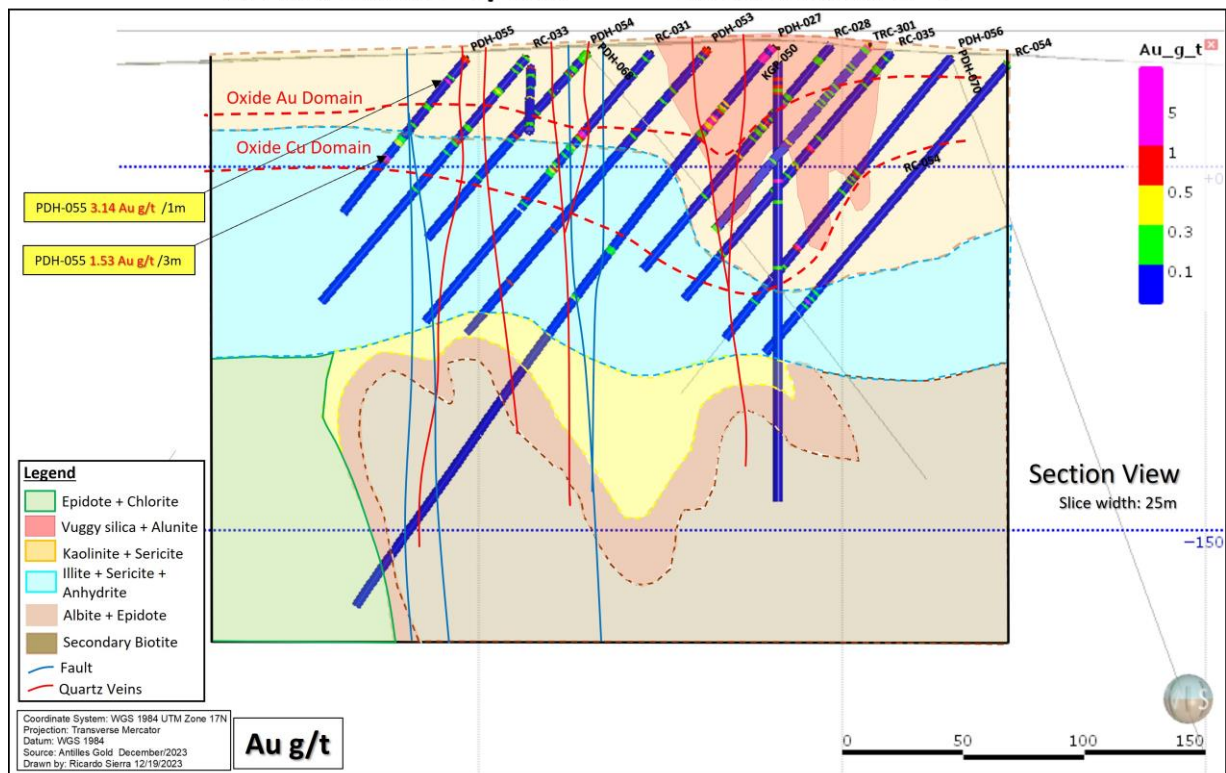 PDH-055
RC-033
PDH-054
PDH-068
RC-031
PDH-053
PDH-027
KGP-050
RC-028
TRC-301
RC-035
PDH-056
PDH-070
RC-054
RC-064
Au_g_t
5
1
0.5
0.3
0.1
Oxide Au Domain
Oxide Cu Domain
+0
PDH-055 3.14 Au g/t /1m
PDH-055 1.53 Au g/t /3m
Legend
Epidote + Chlorite
Vuggy silica + Alunite
Kaolinite + Sericite
Illite + Sericite +
Anhydrite
Albite + Epidote
Secondary Biotite
Fault
Quartz Veins
Section View
Slice width: 25m
−150
Coordinate System: WGS 1984 UTM Zone 17N
Projection: Transverse Mercator
Datum: WGS 1984
Source: Antilles Gold December/2023
Drawn by: Ricardo Sierra 12/19/2023
Au g/t
0 50 100 150